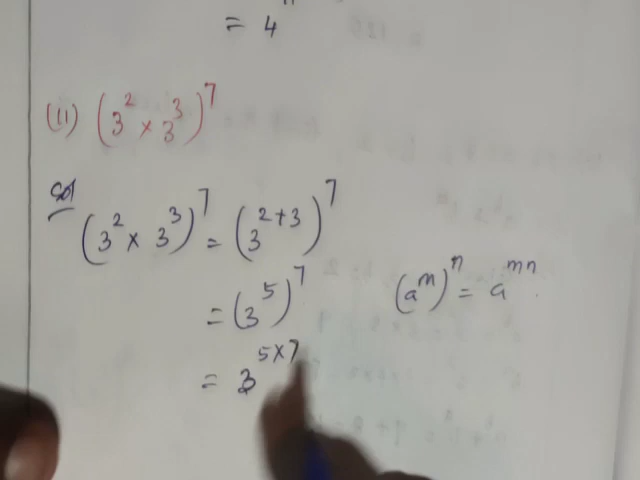 = 4^n
(ii) (3^2 × 3^3)^7
Sol
(3^2 × 3^3)^7 = (3^{2+3})^7
= (3^5)^7
(a^m)^n = a^{mn}.
= 3^{5×7}